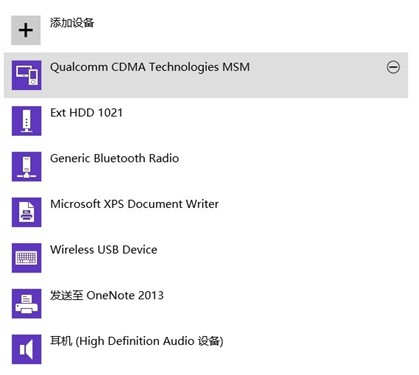 添加设备
Qualcomm CDMA Technologies MSM
Ext HDD 1021
Generic Bluetooth Radio
Microsoft XPS Document Writer
Wireless USB Device
发送至 OneNote 2013
耳机 (High Definition Audio 设备)